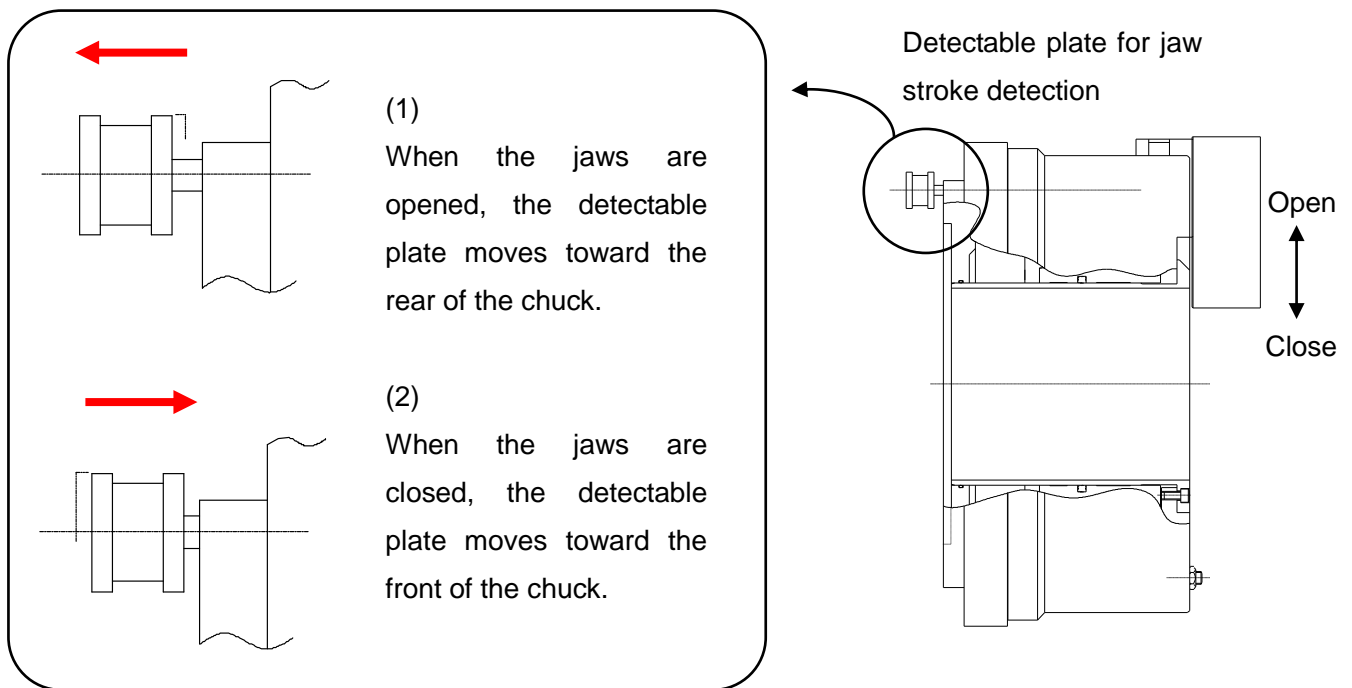 (1)
When the jaws are
opened, the detectable
plate moves toward the
rear of the chuck.
(2)
When the jaws are
closed, the detectable
plate moves toward the
front of the chuck.
Detectable plate for jaw
stroke detection
Open
Close